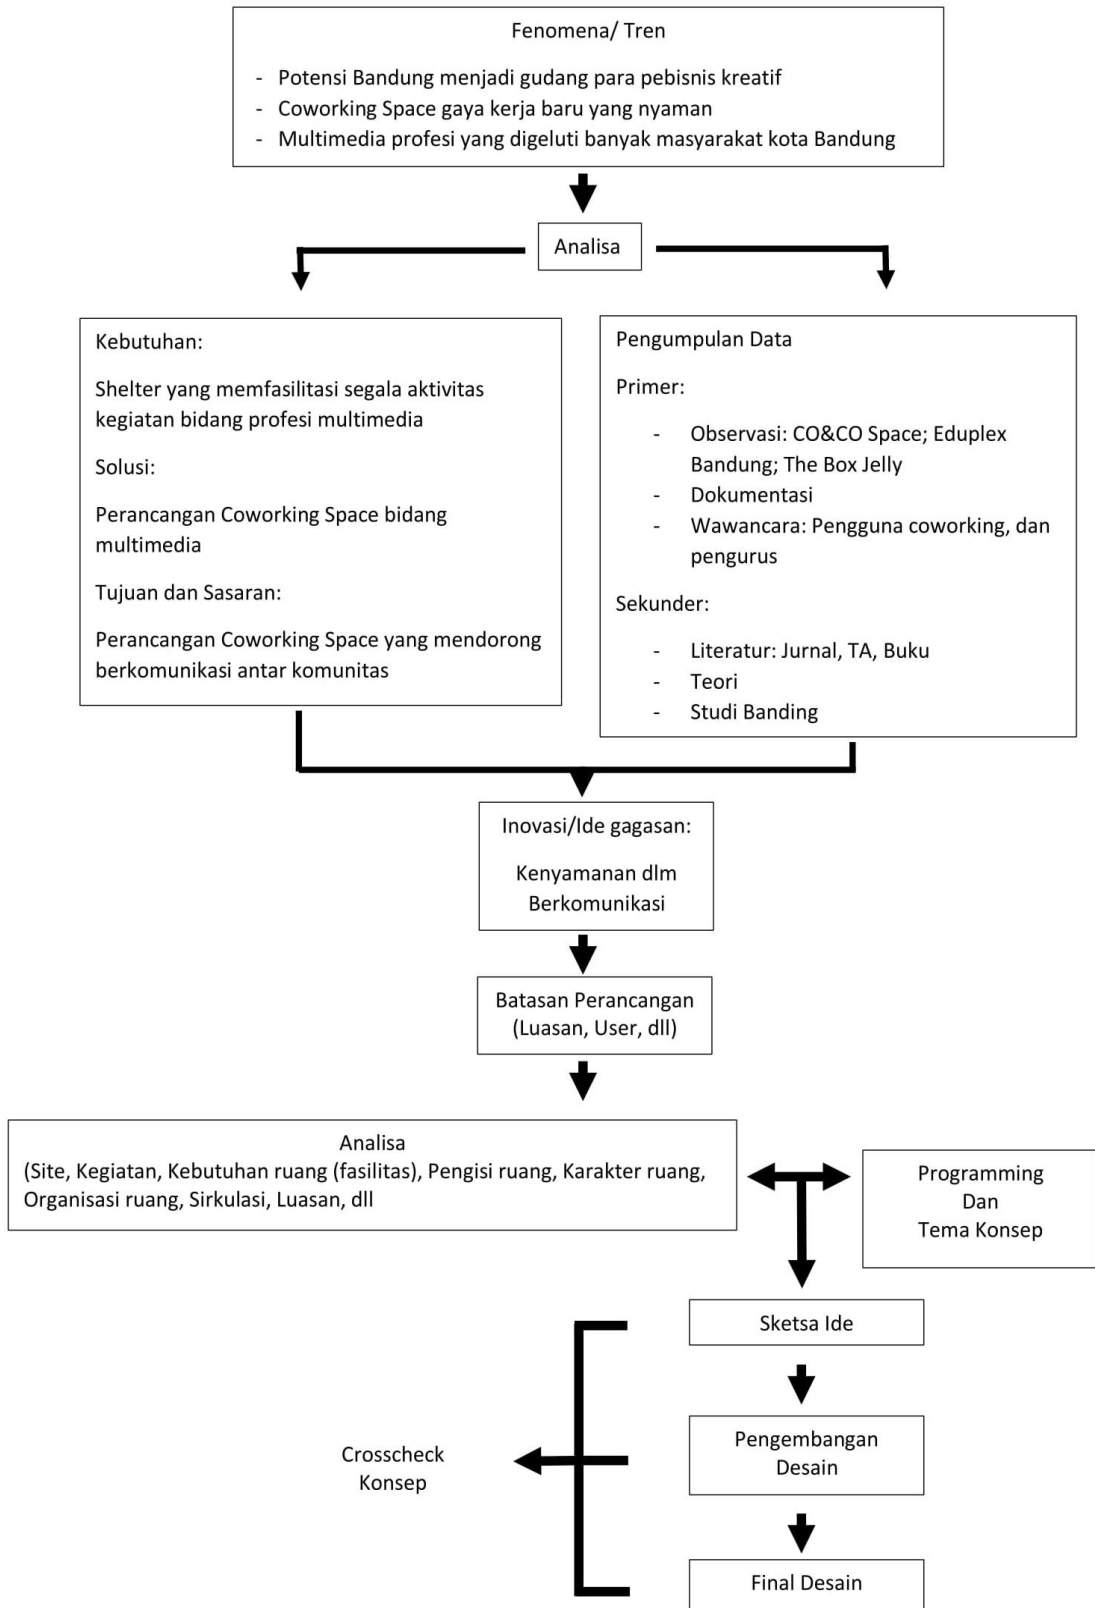 Fenomena/ Tren
- Potensi Bandung menjadi gudang para pebisnis kreatif
- Coworking Space gaya kerja baru yang nyaman
- Multimedia profesi yang digeluti banyak masyarakat kota Bandung
Analisa
Kebutuhan:
Shelter yang memfasilitasi segala aktivitas
kegiatan bidang profesi multimedia
Solusi:
Perancangan Coworking Space bidang
multimedia
Tujuan dan Sasaran:
Perancangan Coworking Space yang mendorong
berkomunikasi antar komunitas
Pengumpulan Data
Primer:
- Observasi: CO&CO Space; Eduplex
Bandung; The Box Jelly
- Dokumentasi
- Wawancara: Pengguna coworking, dan
pengurus
Sekunder:
- Literatur: Jurnal, TA, Buku
- Teori
- Studi Banding
Inovasi/Ide gagasan:
Kenyamanan dlm
Berkomunikasi
Batasan Perancangan
(Luasan, User, dll)
Analisa
(Site, Kegiatan, Kebutuhan ruang (fasilitas), Pengisi ruang, Karakter ruang,
Organisasi ruang, Sirkulasi, Luasan, dll
Programming
Dan
Tema Konsep
Sketsa Ide
Pengembangan
Desain
Crosscheck
Konsep
Final Desain